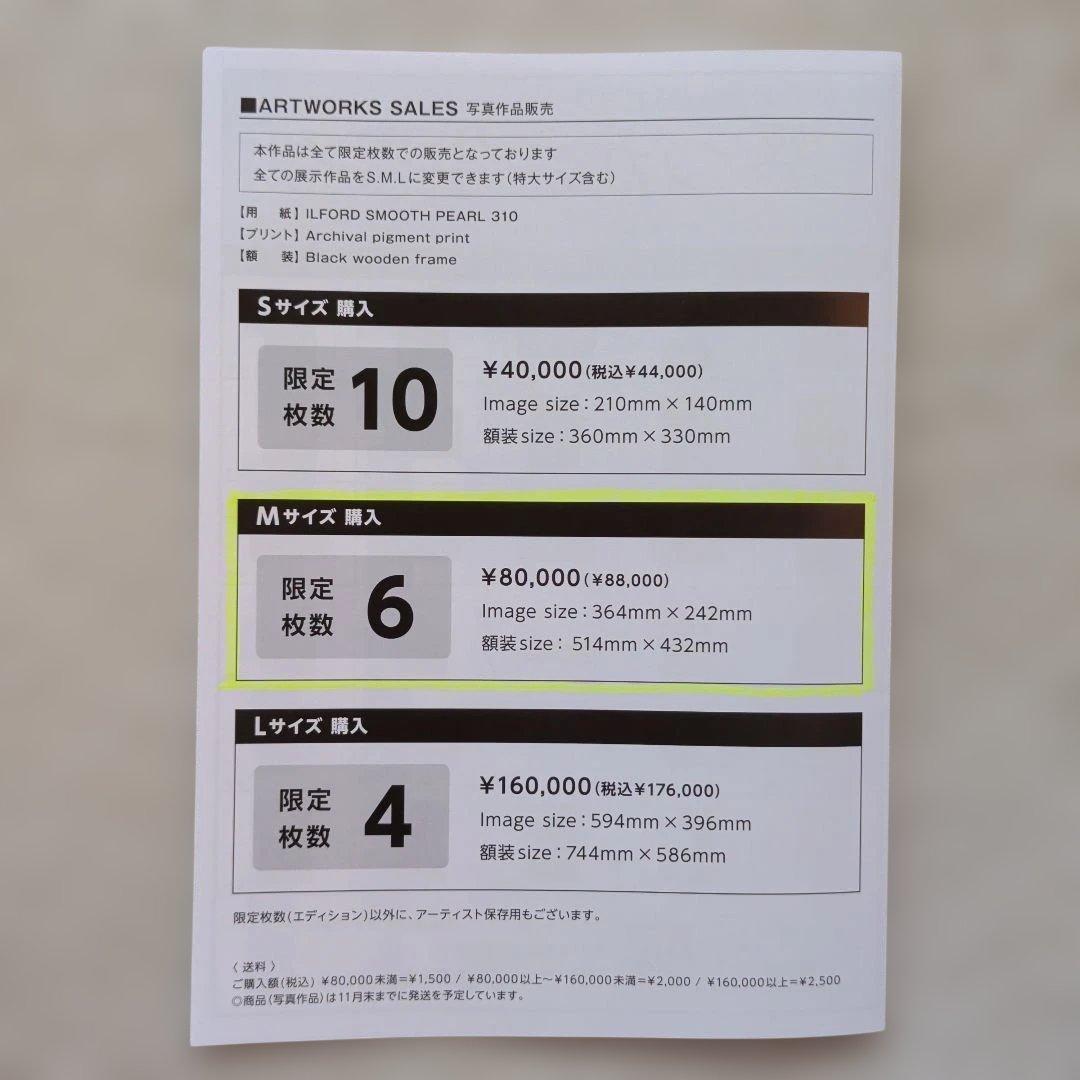 ■ARTWORKS SALES 写真作品販売
本作品は全て限定枚数での販売となっております
全ての展示作品をS.M.Lに変更できます(特大サイズ含む)
【用 紙】ILFORD SMOOTH PEARL 310
【プリント】Archival pigment print
【額 装】Black wooden frame
Sサイズ 購入
限定枚数 10
¥40,000(税込¥44,000)
Image size:210mm×140mm
額装size:360mm×330mm
Mサイズ 購入
限定枚数 6
¥80,000(¥88,000)
Image size:364mm×242mm
額装size: 514mm×432mm
Lサイズ 購入
限定枚数 4
¥160,000(税込¥176,000)
Image size:594mm×396mm
額装size:744mm×586mm
限定枚数(エディション)以外に、アーティスト保存用もございます。
〈 送料 〉
ご購入額(税込) ¥80,000未満=¥1,500 / ¥80,000以上〜¥160,000未満=¥2,000 / ¥160,000以上=¥2,500
◎商品(写真作品)は11月末までに発送を予定しています。